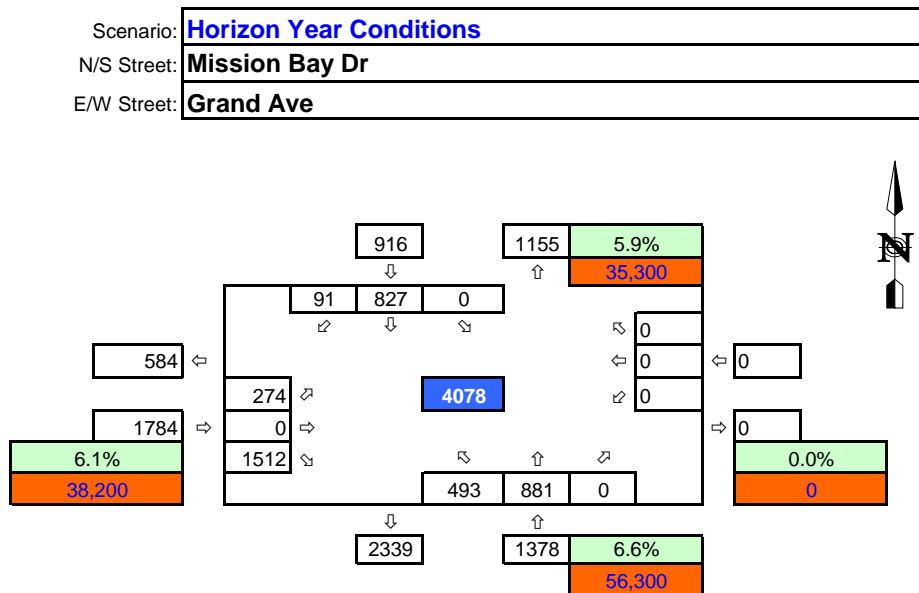 Scenario: Horizon Year Conditions
N/S Street: Mission Bay Dr
E/W Street: Grand Ave
N
916 1155 5.9%
⇩ ⇧ 35,300
91 827 0
⬃ ⇩ ⬂ ⬁ 0
584 ⇦ ⇦ 0 ⇦ 0
274 ⬀ 4078 ⬃ 0
1784 ⇨ 0 ⇨ ⇨ 0
6.1% 1512 ⬂ ⬁ ⇧ ⬀ 0.0%
38,200 493 881 0 0
⇩ ⇧
2339 1378 6.6%
56,300